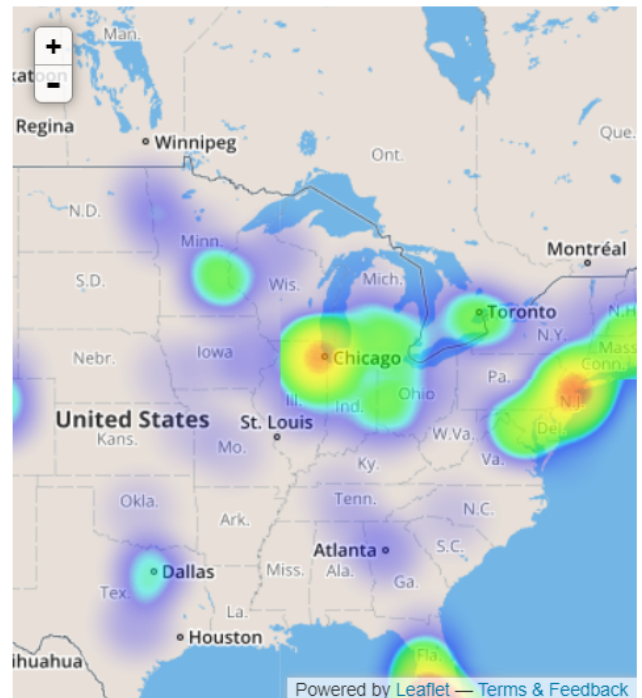 +
-
Man.
katoon
Regina
Winnipeg
Ont.
Que.
N.D.
Minn.
Montréal
S.D.
Wis.
Mich.
Toronto
N.H.
N.Y.
Mass.
Nebr.
Iowa
Chicago
Conn.
Pa.
Ill.
Ind.
Ohio
N.J.
United States
St. Louis
Del.
Kans.
Mo.
W.Va.
Va.
Ky.
Okla.
Tenn.
N.C.
Ark.
Atlanta
S.C.
Dallas
Miss.
Ala.
Ga.
Tex.
La.
Houston
ihuahua
Fla.
Powered by Leaflet — Terms & Feedback